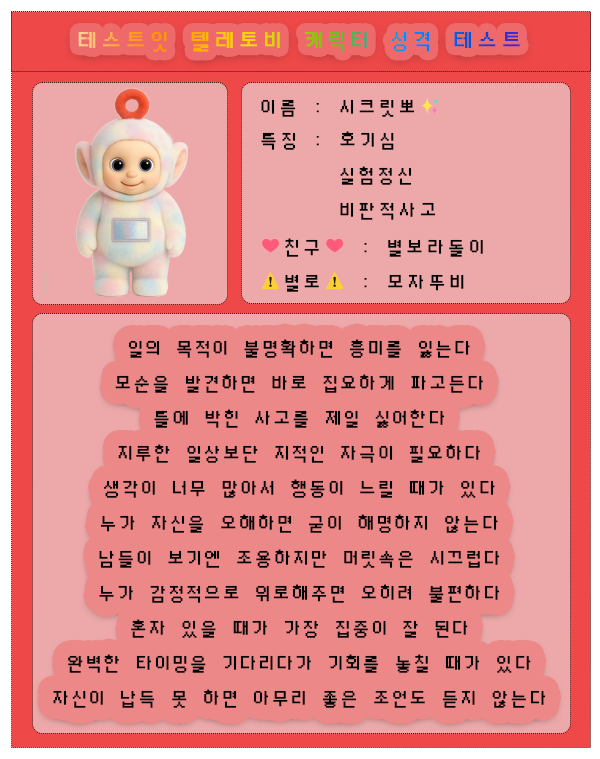 테스트잇 텔레토비 캐릭터 성격 테스트
이름 : 시크릿뽀✨
특징 : 호기심
실험정신
비판적사고
❤친구❤ : 별보라돌이
⚠별로⚠ : 모자뚜비
일의 목적이 불명확하면 흥미를 잃는다
모순을 발견하면 바로 집요하게 파고든다
틀에 박힌 사고를 제일 싫어한다
지루한 일상보단 지적인 자극이 필요하다
생각이 너무 많아서 행동이 느릴 때가 있다
누가 자신을 오해하면 굳이 해명하지 않는다
남들이 보기엔 조용하지만 머릿속은 시끄럽다
누가 감정적으로 위로해주면 오히려 불편하다
혼자 있을 때가 가장 집중이 잘 된다
완벽한 타이밍을 기다리다가 기회를 놓칠 때가 있다
자신이 납득 못 하면 아무리 좋은 조언도 듣지 않는다